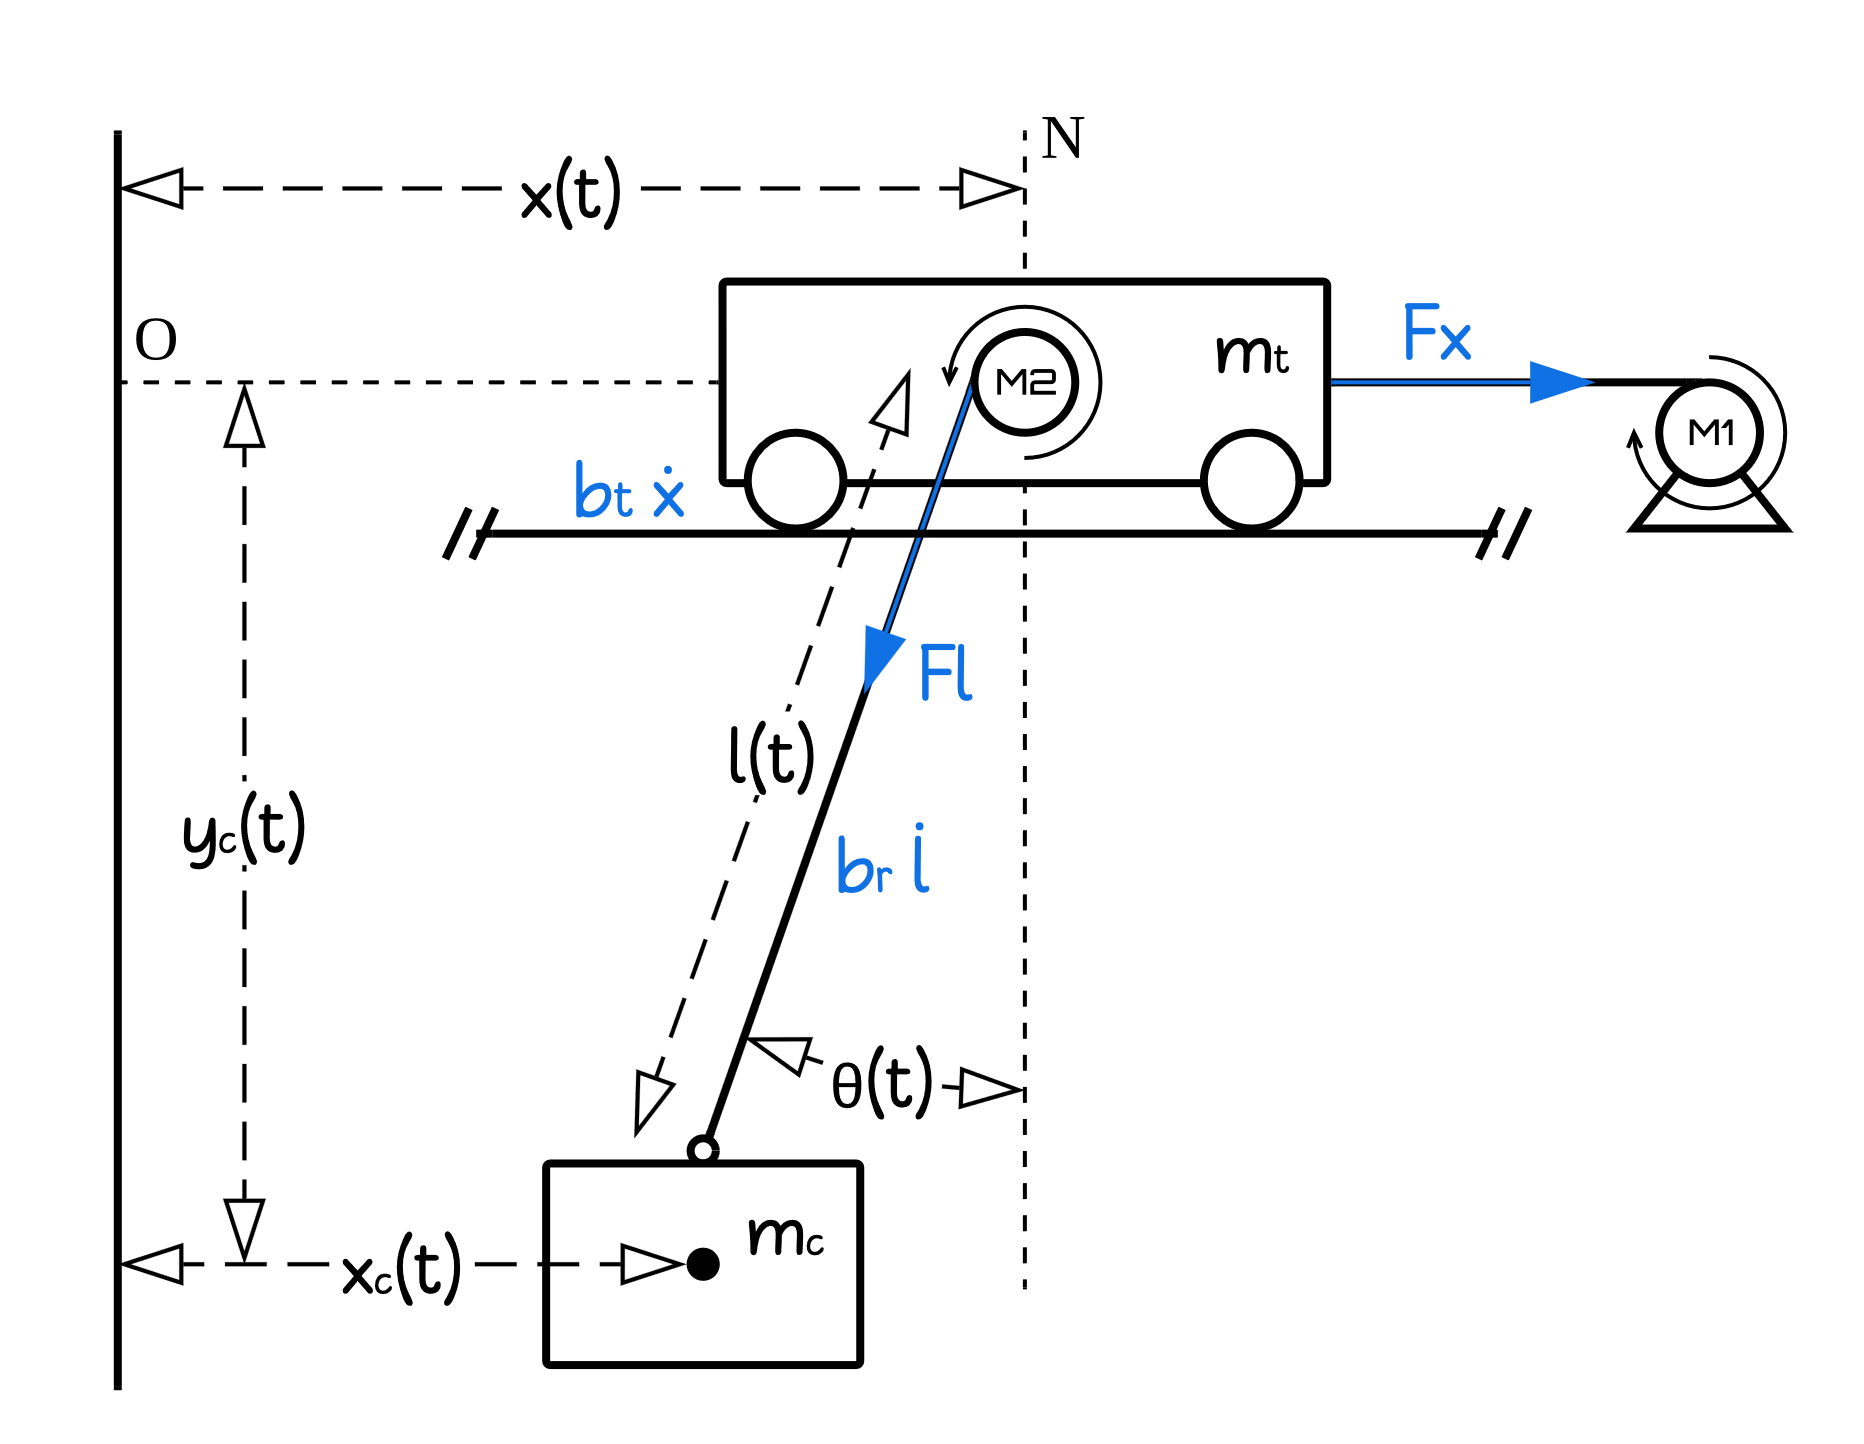 N
x(t)
O
Fx
mt
M2
M1
bt ẋ
Fl
l(t)
yc(t)
br l̇
θ(t)
mc
xc(t)